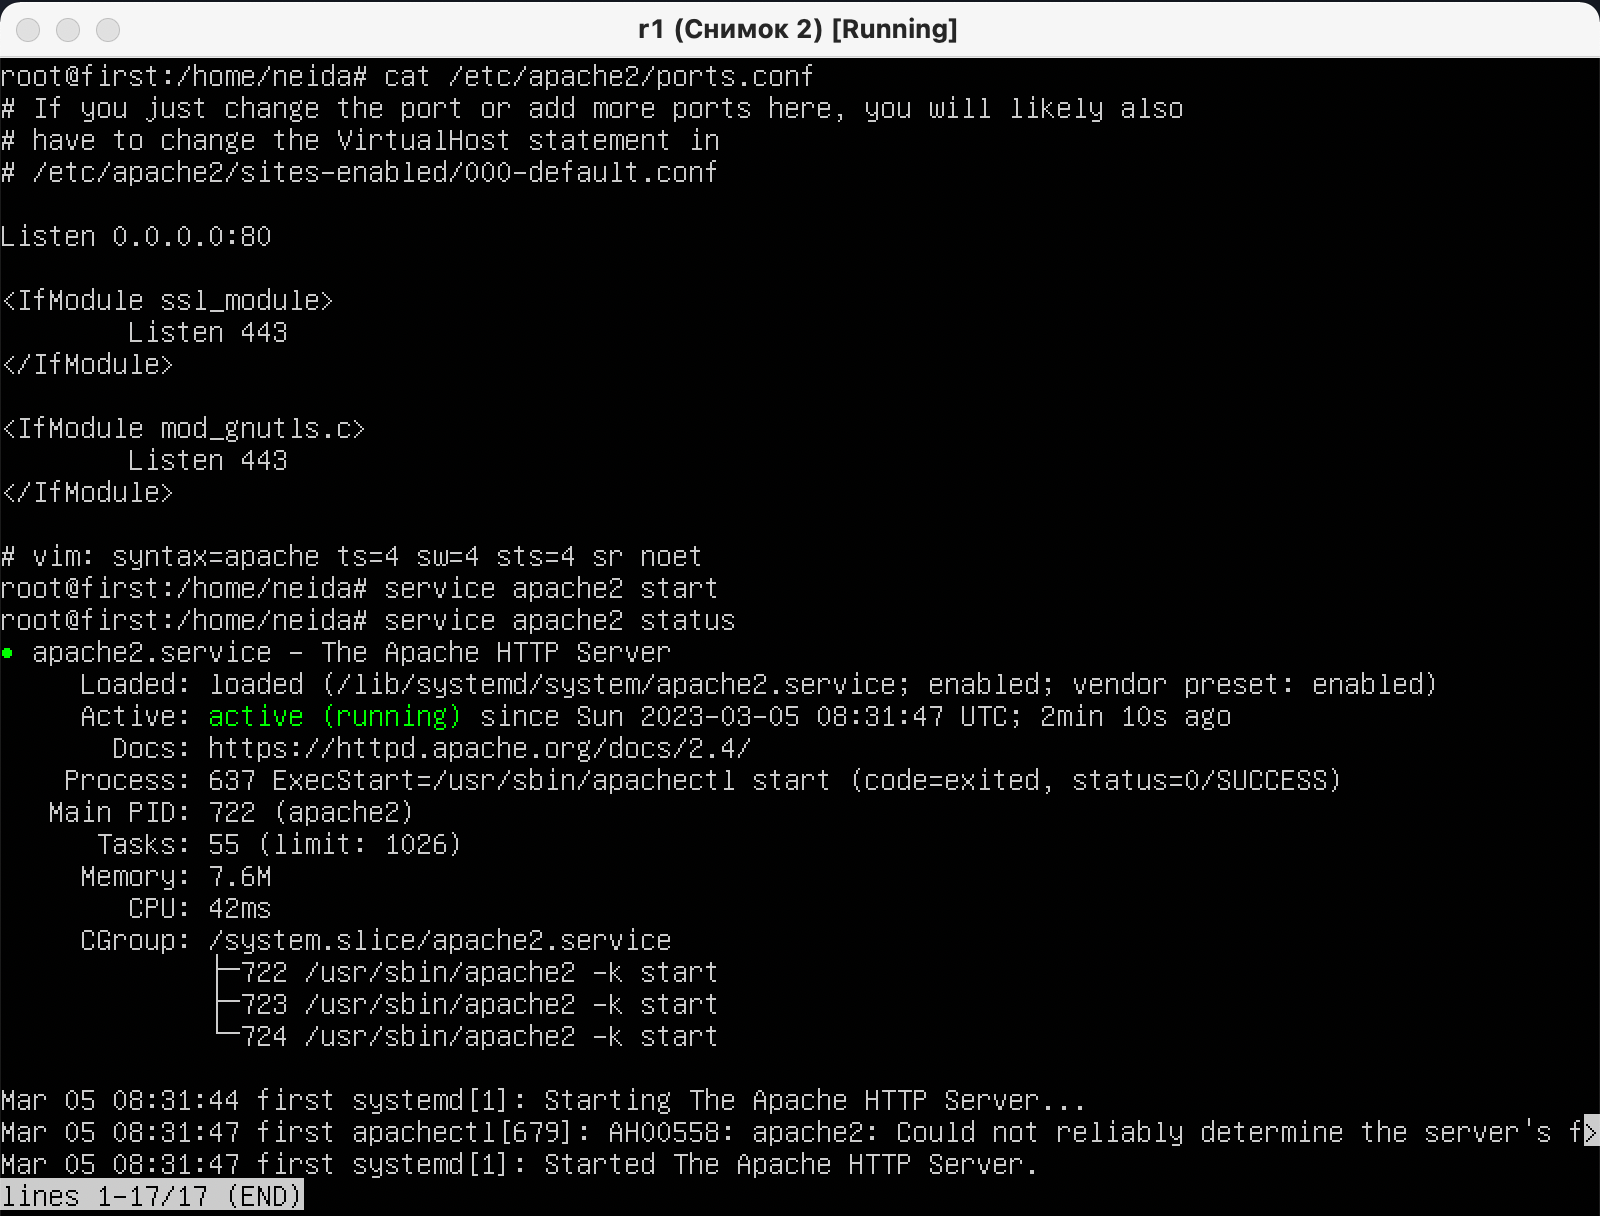 r1 (Снимок 2) [Running]
root@first:/home/neida# cat /etc/apache2/ports.conf
# If you just change the port or add more ports here, you will likely also
# have to change the VirtualHost statement in
# /etc/apache2/sites-enabled/000-default.conf
Listen 0.0.0.0:80
<IfModule ssl_module>
        Listen 443
</IfModule>
<IfModule mod_gnutls.c>
        Listen 443
</IfModule>
# vim: syntax=apache ts=4 sw=4 sts=4 sr noet
root@first:/home/neida# service apache2 start
root@first:/home/neida# service apache2 status
● apache2.service - The Apache HTTP Server
     Loaded: loaded (/lib/systemd/system/apache2.service; enabled; vendor preset: enabled)
     Active: active (running) since Sun 2023-03-05 08:31:47 UTC; 2min 10s ago
       Docs: https://httpd.apache.org/docs/2.4/
    Process: 637 ExecStart=/usr/sbin/apachectl start (code=exited, status=0/SUCCESS)
   Main PID: 722 (apache2)
      Tasks: 55 (limit: 1026)
     Memory: 7.6M
        CPU: 42ms
     CGroup: /system.slice/apache2.service
             ├─722 /usr/sbin/apache2 -k start
             ├─723 /usr/sbin/apache2 -k start
             └─724 /usr/sbin/apache2 -k start
Mar 05 08:31:44 first systemd[1]: Starting The Apache HTTP Server...
Mar 05 08:31:47 first apachectl[679]: AH00558: apache2: Could not reliably determine the server's f>
Mar 05 08:31:47 first systemd[1]: Started The Apache HTTP Server.
lines 1-17/17 (END)